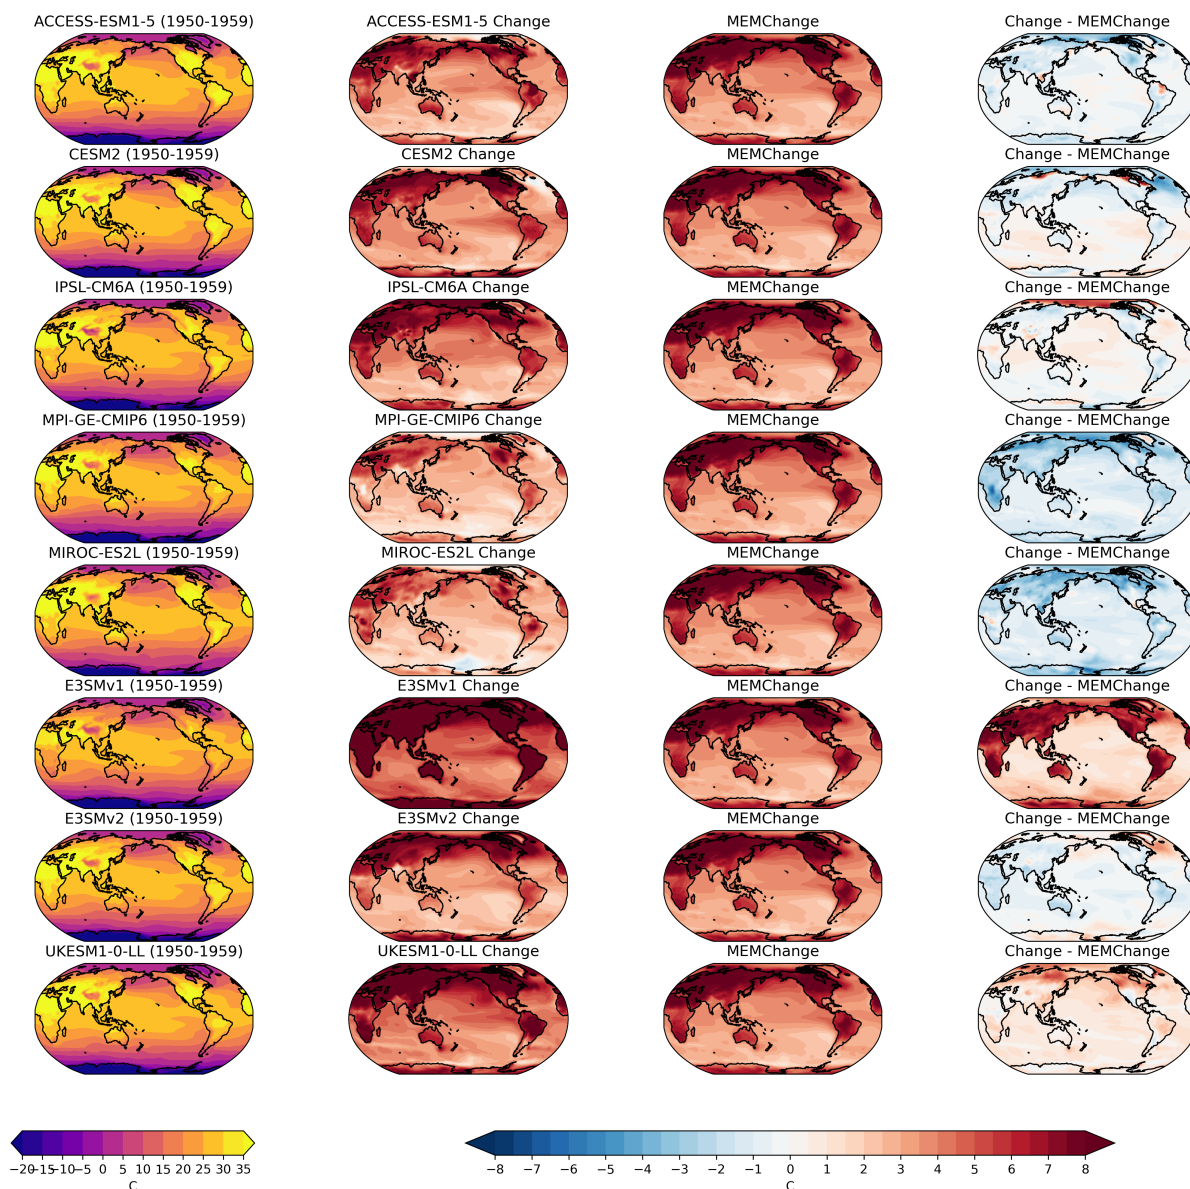 ACCESS-ESM1-5 (1950-1959) ACCESS-ESM1-5 Change MEMChange Change - MEMChange
CESM2 (1950-1959) CESM2 Change MEMChange Change - MEMChange
IPSL-CM6A (1950-1959) IPSL-CM6A Change MEMChange Change - MEMChange
MPI-GE-CMIP6 (1950-1959) MPI-GE-CMIP6 Change MEMChange Change - MEMChange
MIROC-ES2L (1950-1959) MIROC-ES2L Change MEMChange Change - MEMChange
E3SMv1 (1950-1959) E3SMv1 Change MEMChange Change - MEMChange
E3SMv2 (1950-1959) E3SMv2 Change MEMChange Change - MEMChange
UKESM1-0-LL (1950-1959) UKESM1-0-LL Change MEMChange Change - MEMChange
−20 −15 −10 −5 0 5 10 15 20 25 30 35 −8 −7 −6 −5 −4 −3 −2 −1 0 1 2 3 4 5 6 7 8
C C